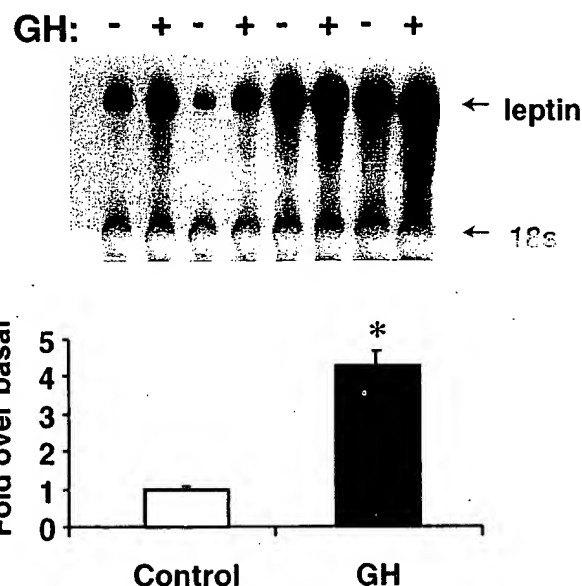 GH: - + - + - + - +
← leptin
← 18s
*
Fold over basal
5
4
3
2
1
0
Control GH